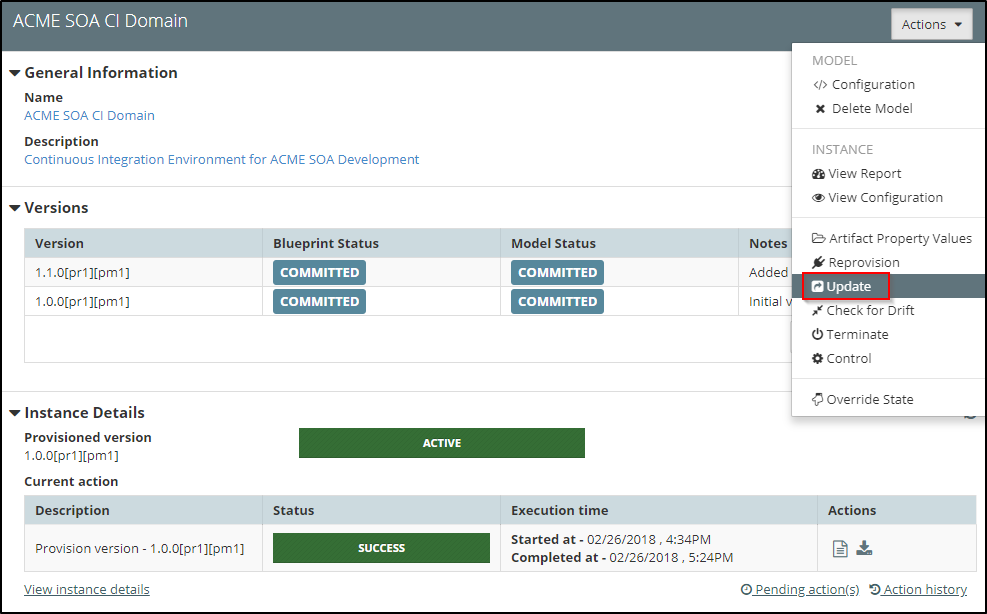 ACME SOA CI Domain
Actions
General Information
Name
ACME SOA CI Domain
Description
Continuous Integration Environment for ACME SOA Development
MODEL
</> Configuration
Delete Model
INSTANCE
View Report
View Configuration
Artifact Property Values
Reprovision
Update
Check for Drift
Terminate
Control
Override State
Versions
Version Blueprint Status Model Status Notes
1.1.0[pr1][pm1] COMMITTED COMMITTED Added
1.0.0[pr1][pm1] COMMITTED COMMITTED Initial v
Instance Details
Provisioned version
1.0.0[pr1][pm1]
ACTIVE
Current action
Description Status Execution time Actions
Provision version - 1.0.0[pr1][pm1] SUCCESS Started at - 02/26/2018 , 4:34PM
Completed at - 02/26/2018 , 5:24PM
View instance details Pending action(s) Action history